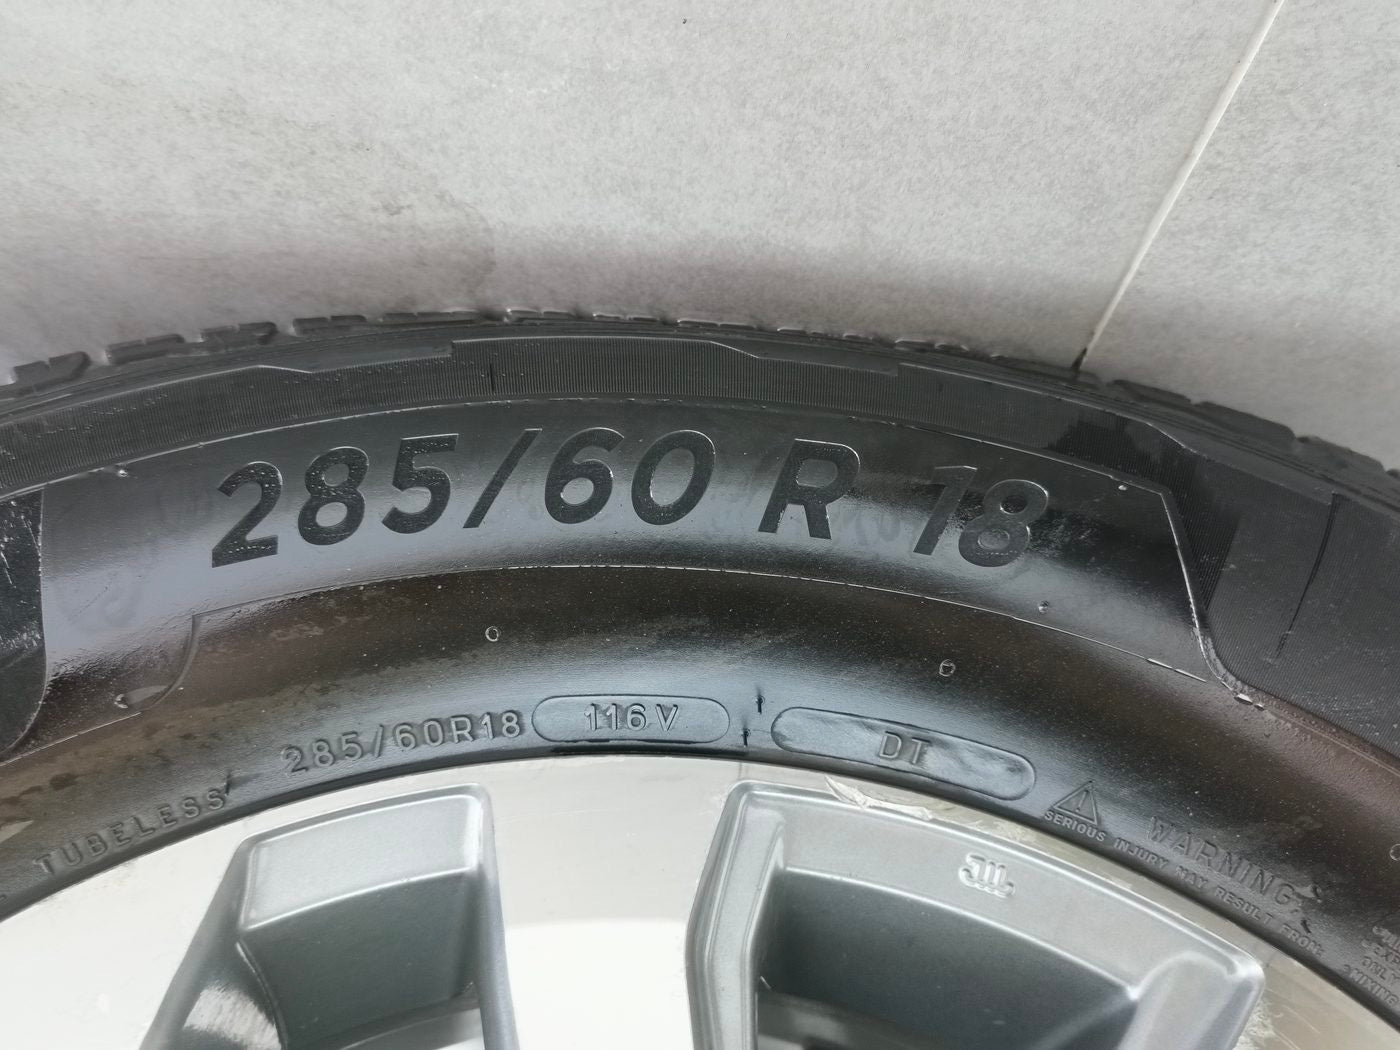 285/60 R 18
TUBELESS
285/60R18
116V
DT
WARNING
SERIOUS INJURY MAY RESULT FROM: